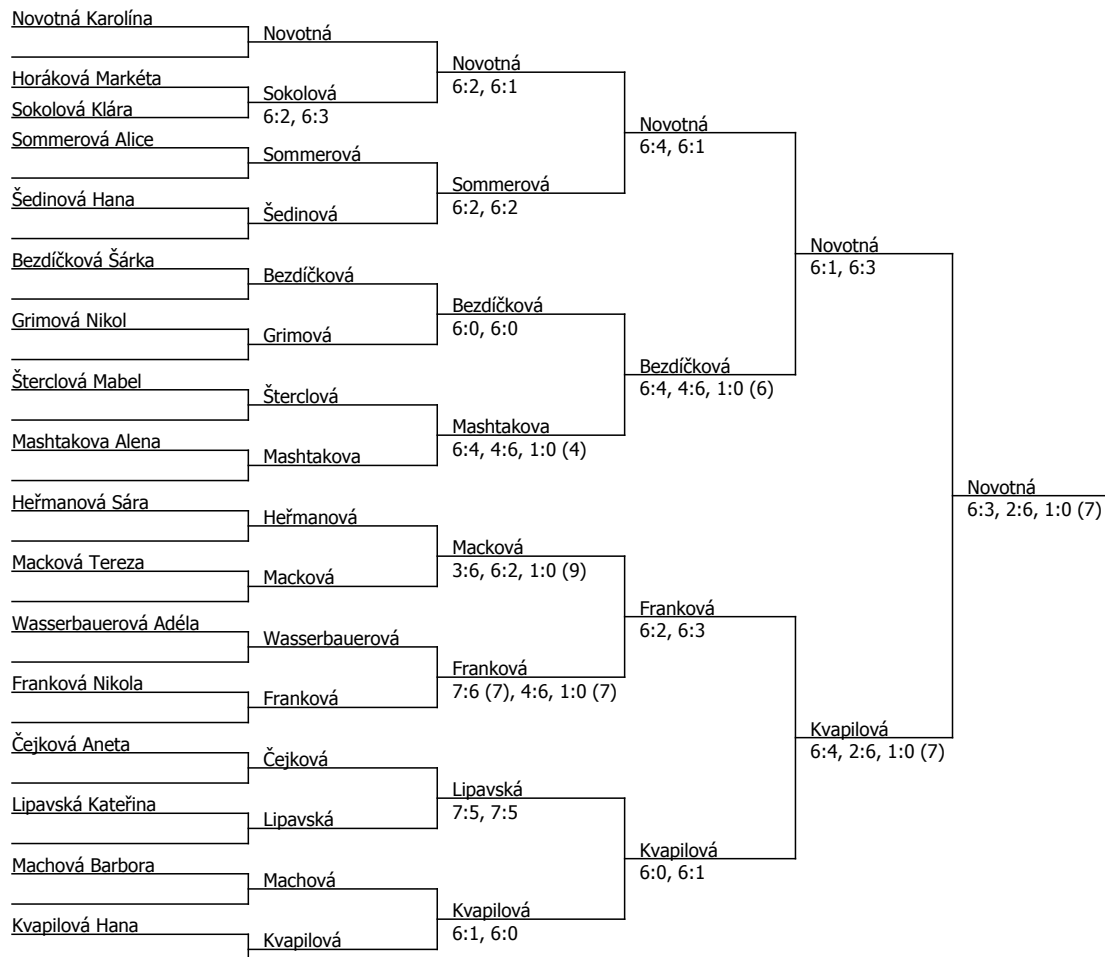 Novotná Karolína
Horáková Markéta
Sokolová Klára
Sommerová Alice
Šedinová Hana
Bezdíčková Šárka
Grimová Nikol
Šterclová Mabel
Mashtakova Alena
Heřmanová Sára
Macková Tereza
Wasserbauerová Adéla
Franková Nikola
Čejková Aneta
Lipavská Kateřina
Machová Barbora
Kvapilová Hana
Novotná
Sokolová
6:2, 6:3
Sommerová
Šedinová
Bezdíčková
Grimová
Šterclová
Mashtakova
Heřmanová
Macková
Wasserbauerová
Franková
Čejková
Lipavská
Machová
Kvapilová
Novotná
6:2, 6:1
Sommerová
6:2, 6:2
Bezdíčková
6:0, 6:0
Mashtakova
6:4, 4:6, 1:0 (4)
Macková
3:6, 6:2, 1:0 (9)
Franková
7:6 (7), 4:6, 1:0 (7)
Lipavská
7:5, 7:5
Kvapilová
6:1, 6:0
Novotná
6:4, 6:1
Bezdíčková
6:4, 4:6, 1:0 (6)
Franková
6:2, 6:3
Kvapilová
6:0, 6:1
Novotná
6:1, 6:3
Kvapilová
6:4, 2:6, 1:0 (7)
Novotná
6:3, 2:6, 1:0 (7)